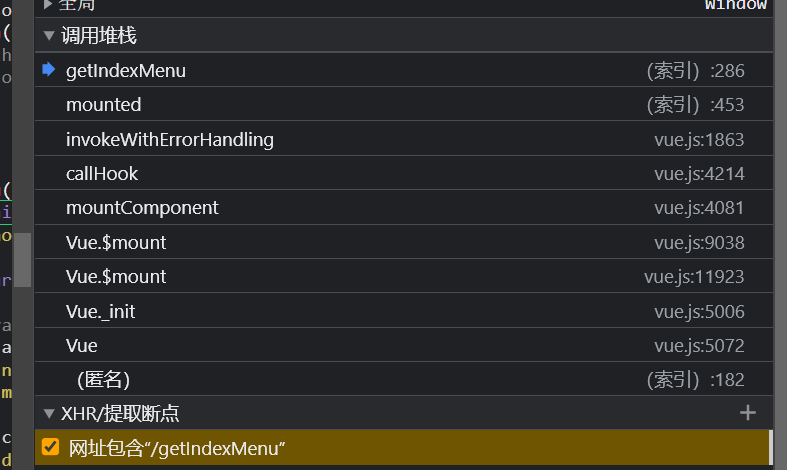 全局 Window
调用堆栈
getIndexMenu (索引) :286
mounted (索引) :453
invokeWithErrorHandling vue.js:1863
callHook vue.js:4214
mountComponent vue.js:4081
Vue.$mount vue.js:9038
Vue.$mount vue.js:11923
Vue._init vue.js:5006
Vue vue.js:5072
(匿名) (索引) :182
XHR/提取断点
网址包含“/getIndexMenu”